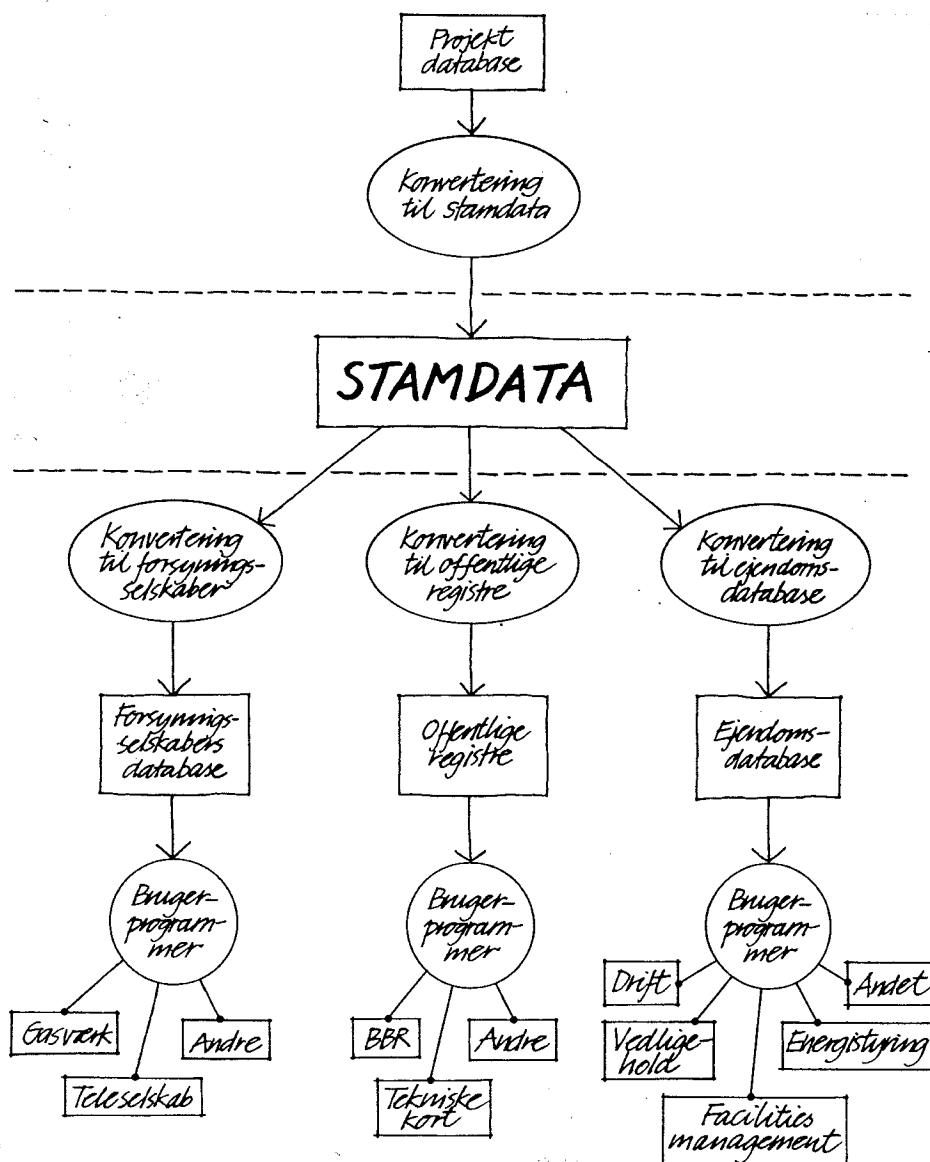 Projekt
database
Konvertering
til stamdata
STAMDATA
Konvertering
til forsynings-
selskaber
Konvertering
til offentlige
registre
Konvertering
til ejendoms-
database
Forsynings-
selskabers
database
Offentlige
registre
Ejendoms-
database
Bruger-
program-
mer
Bruger-
program-
mer
Bruger-
program-
mer
Gasværk
Teleselskab
Andre
BBR
Tekniske
kort
Andre
Drift
Vedlige-
hold
Facilities
management
Energistyring
Andet